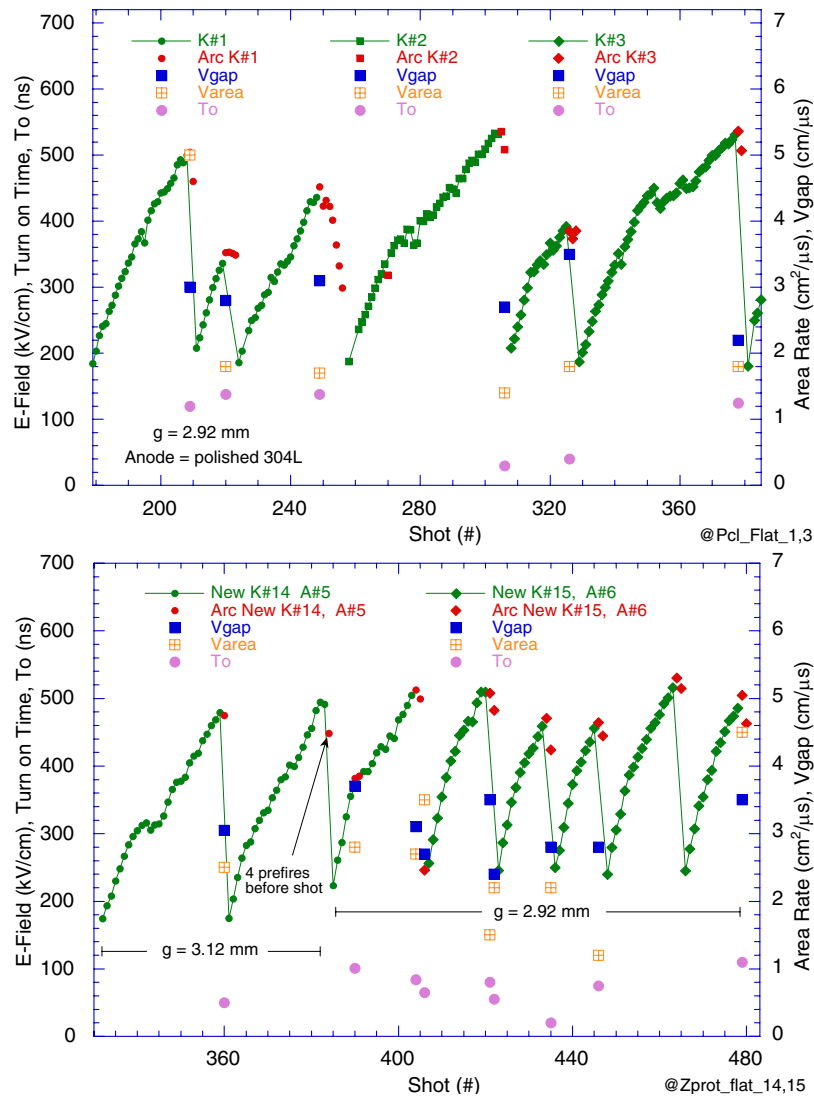 700
600
500
400
300
200
100
0
E-Field (kV/cm), Turn on Time, To (ns)
K#1
Arc K#1
Vgap
Varea
To
K#2
Arc K#2
K#3
Arc K#3
7
6
5
4
3
2
1
0
Area Rate (cm2/μs), Vgap (cm/μs)
g = 2.92 mm
Anode = polished 304L
200 240 280 320 360
Shot (#)
@Pcl_Flat_1,3
700
600
500
400
300
200
100
0
E-Field (kV/cm), Turn on Time, To (ns)
New K#14 A#5
Arc New K#14, A#5
Vgap
Varea
To
New K#15, A#6
Arc New K#15, A#6
Vgap
Varea
To
7
6
5
4
3
2
1
0
Area Rate (cm²/μs), Vgap (cm/μs)
4 prefires
before shot
g = 2.92 mm
g = 3.12 mm
360 400 440 480
Shot (#)
@Zprot_flat_14,15